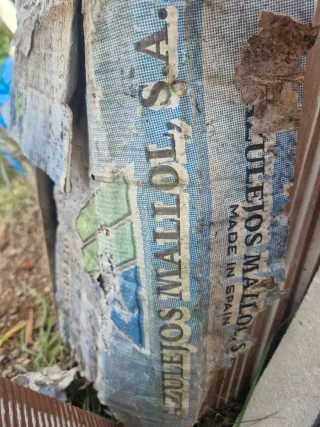 AZULEJOS MALLOL, S.A.
AZULEJOS MALLOL, S.
MADE IN SPAIN